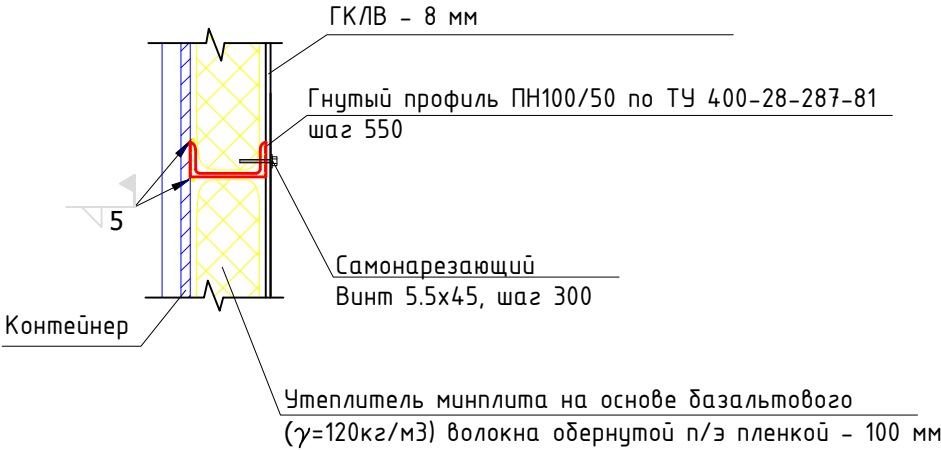 ГКЛВ - 8 мм
Гнутый профиль ПН100/50 по ТУ 400-28-287-81
шаг 550
5
Самонарезающий
Винт 5.5х45, шаг 300
Контейнер
Утеплитель минплита на основе базальтового
(γ=120кг/м3) волокна обернутой п/э пленкой - 100 мм